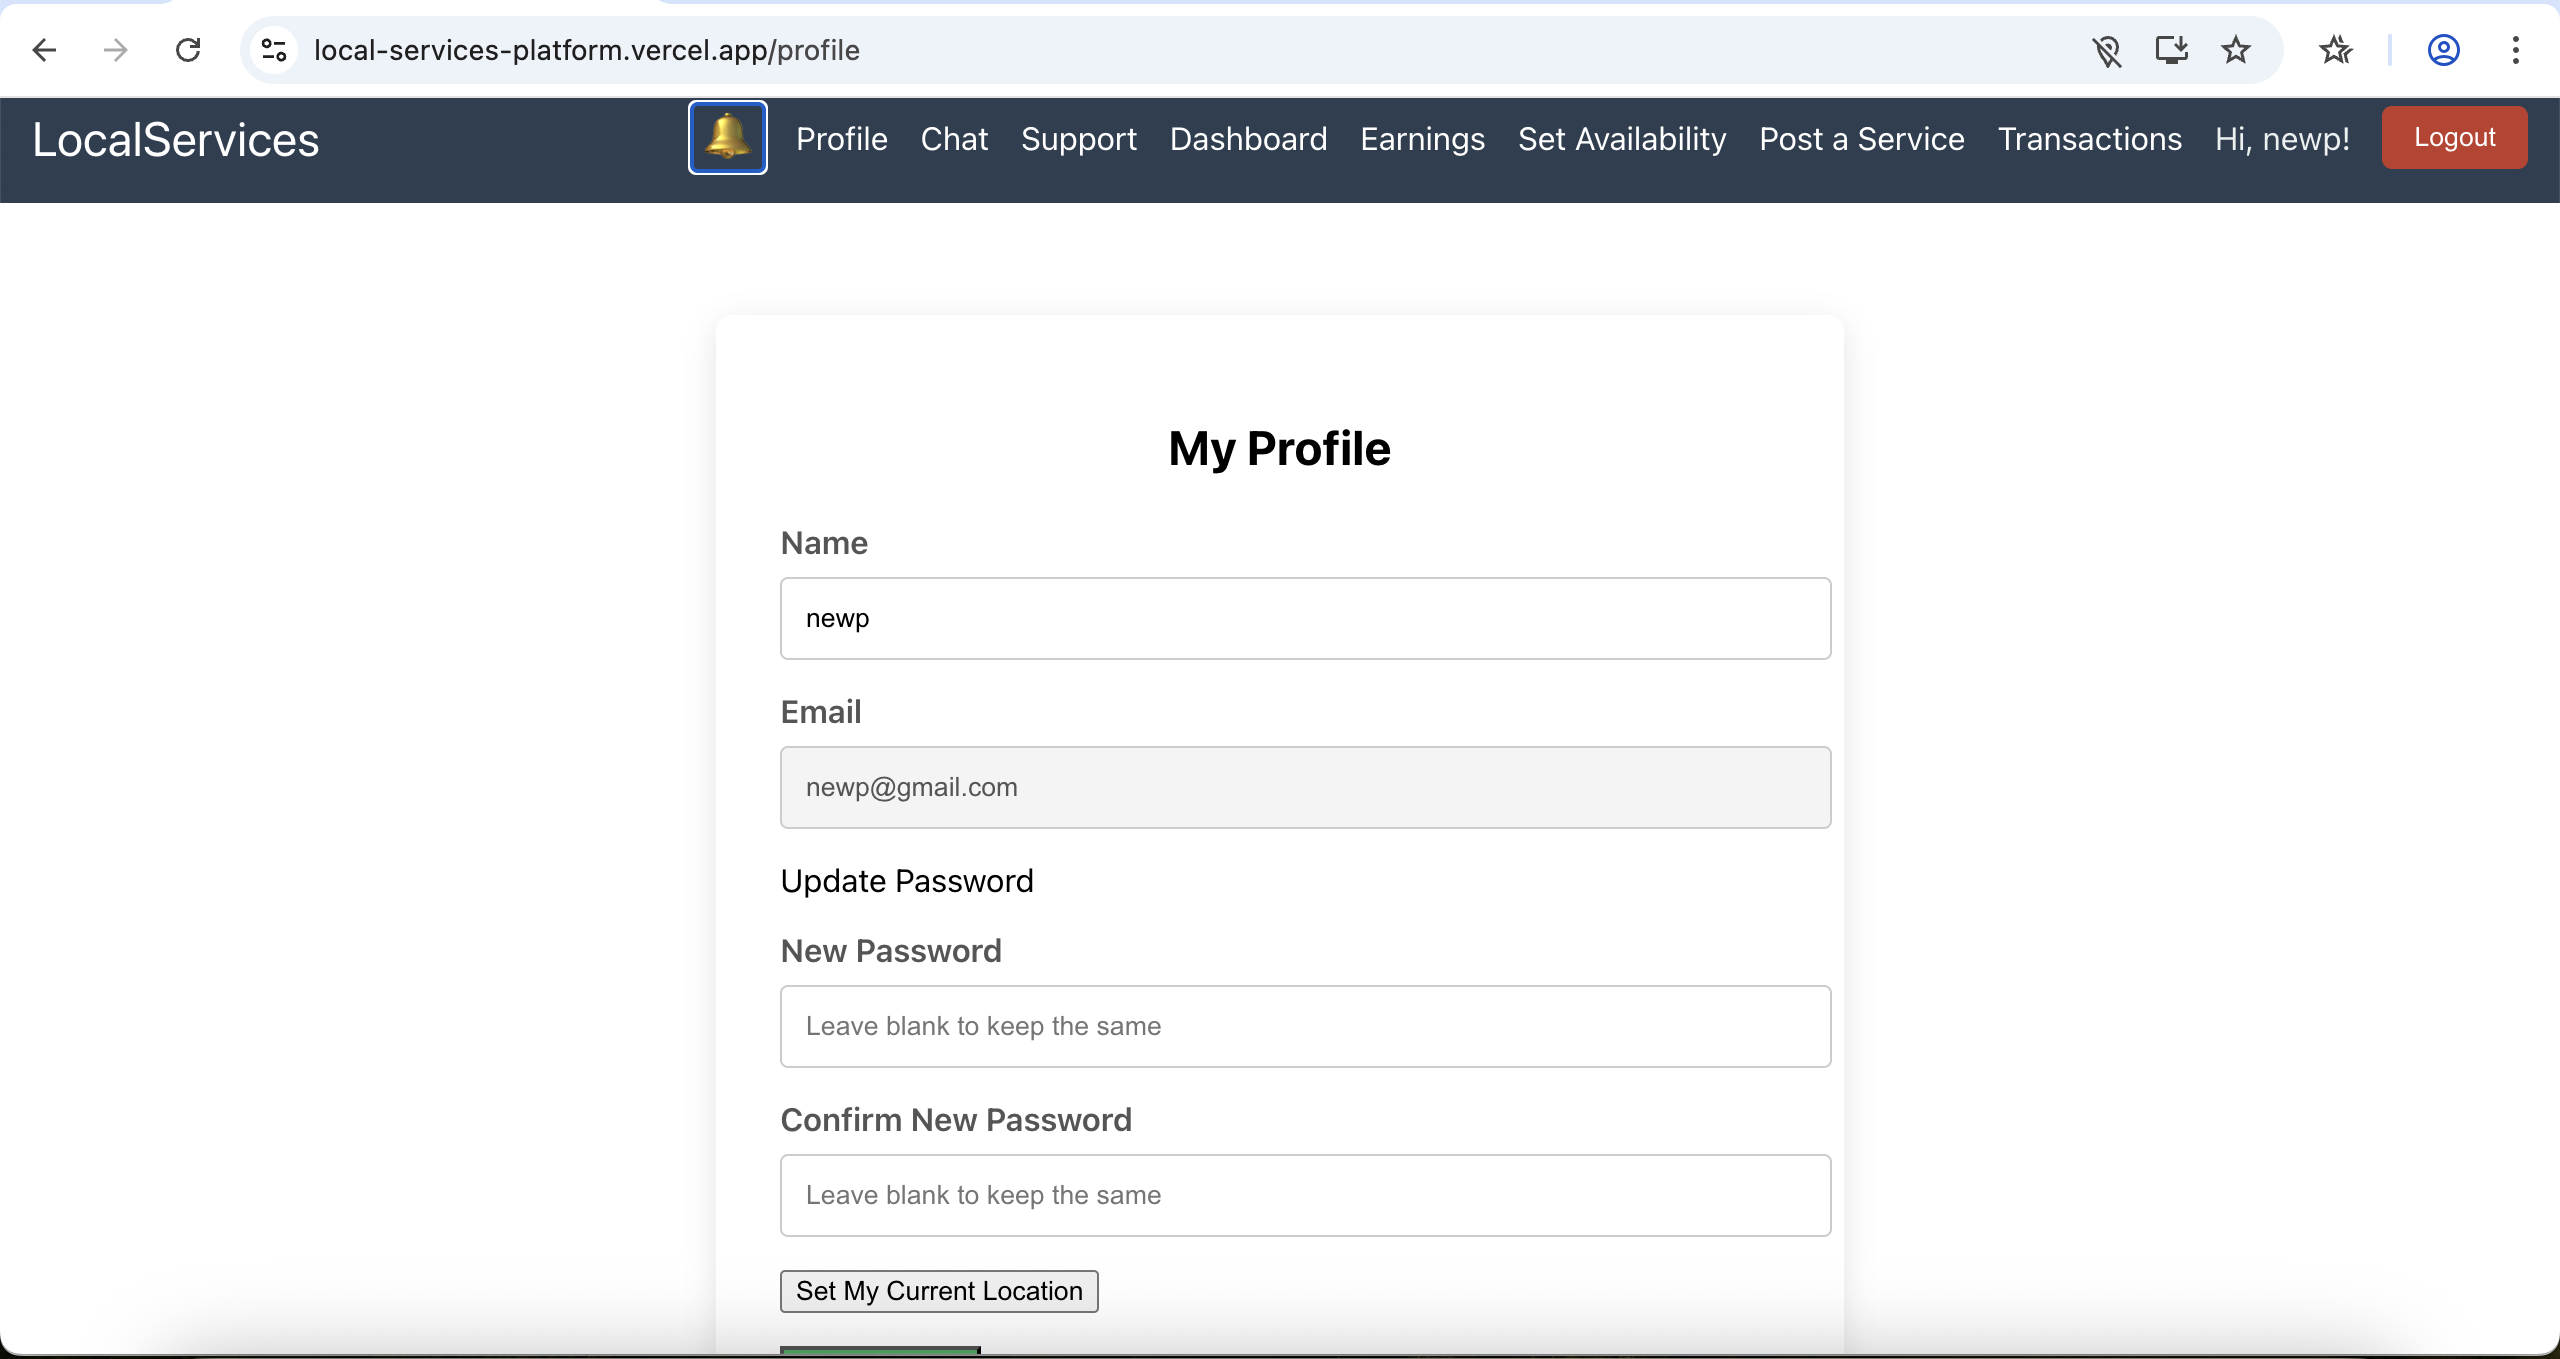 local-services-platform.vercel.app/profile
LocalServices Profile Chat Support Dashboard Earnings Set Availability Post a Service Transactions Hi, newp! Logout
My Profile
Name
newp
Email
newp@gmail.com
Update Password
New Password
Leave blank to keep the same
Confirm New Password
Leave blank to keep the same
Set My Current Location